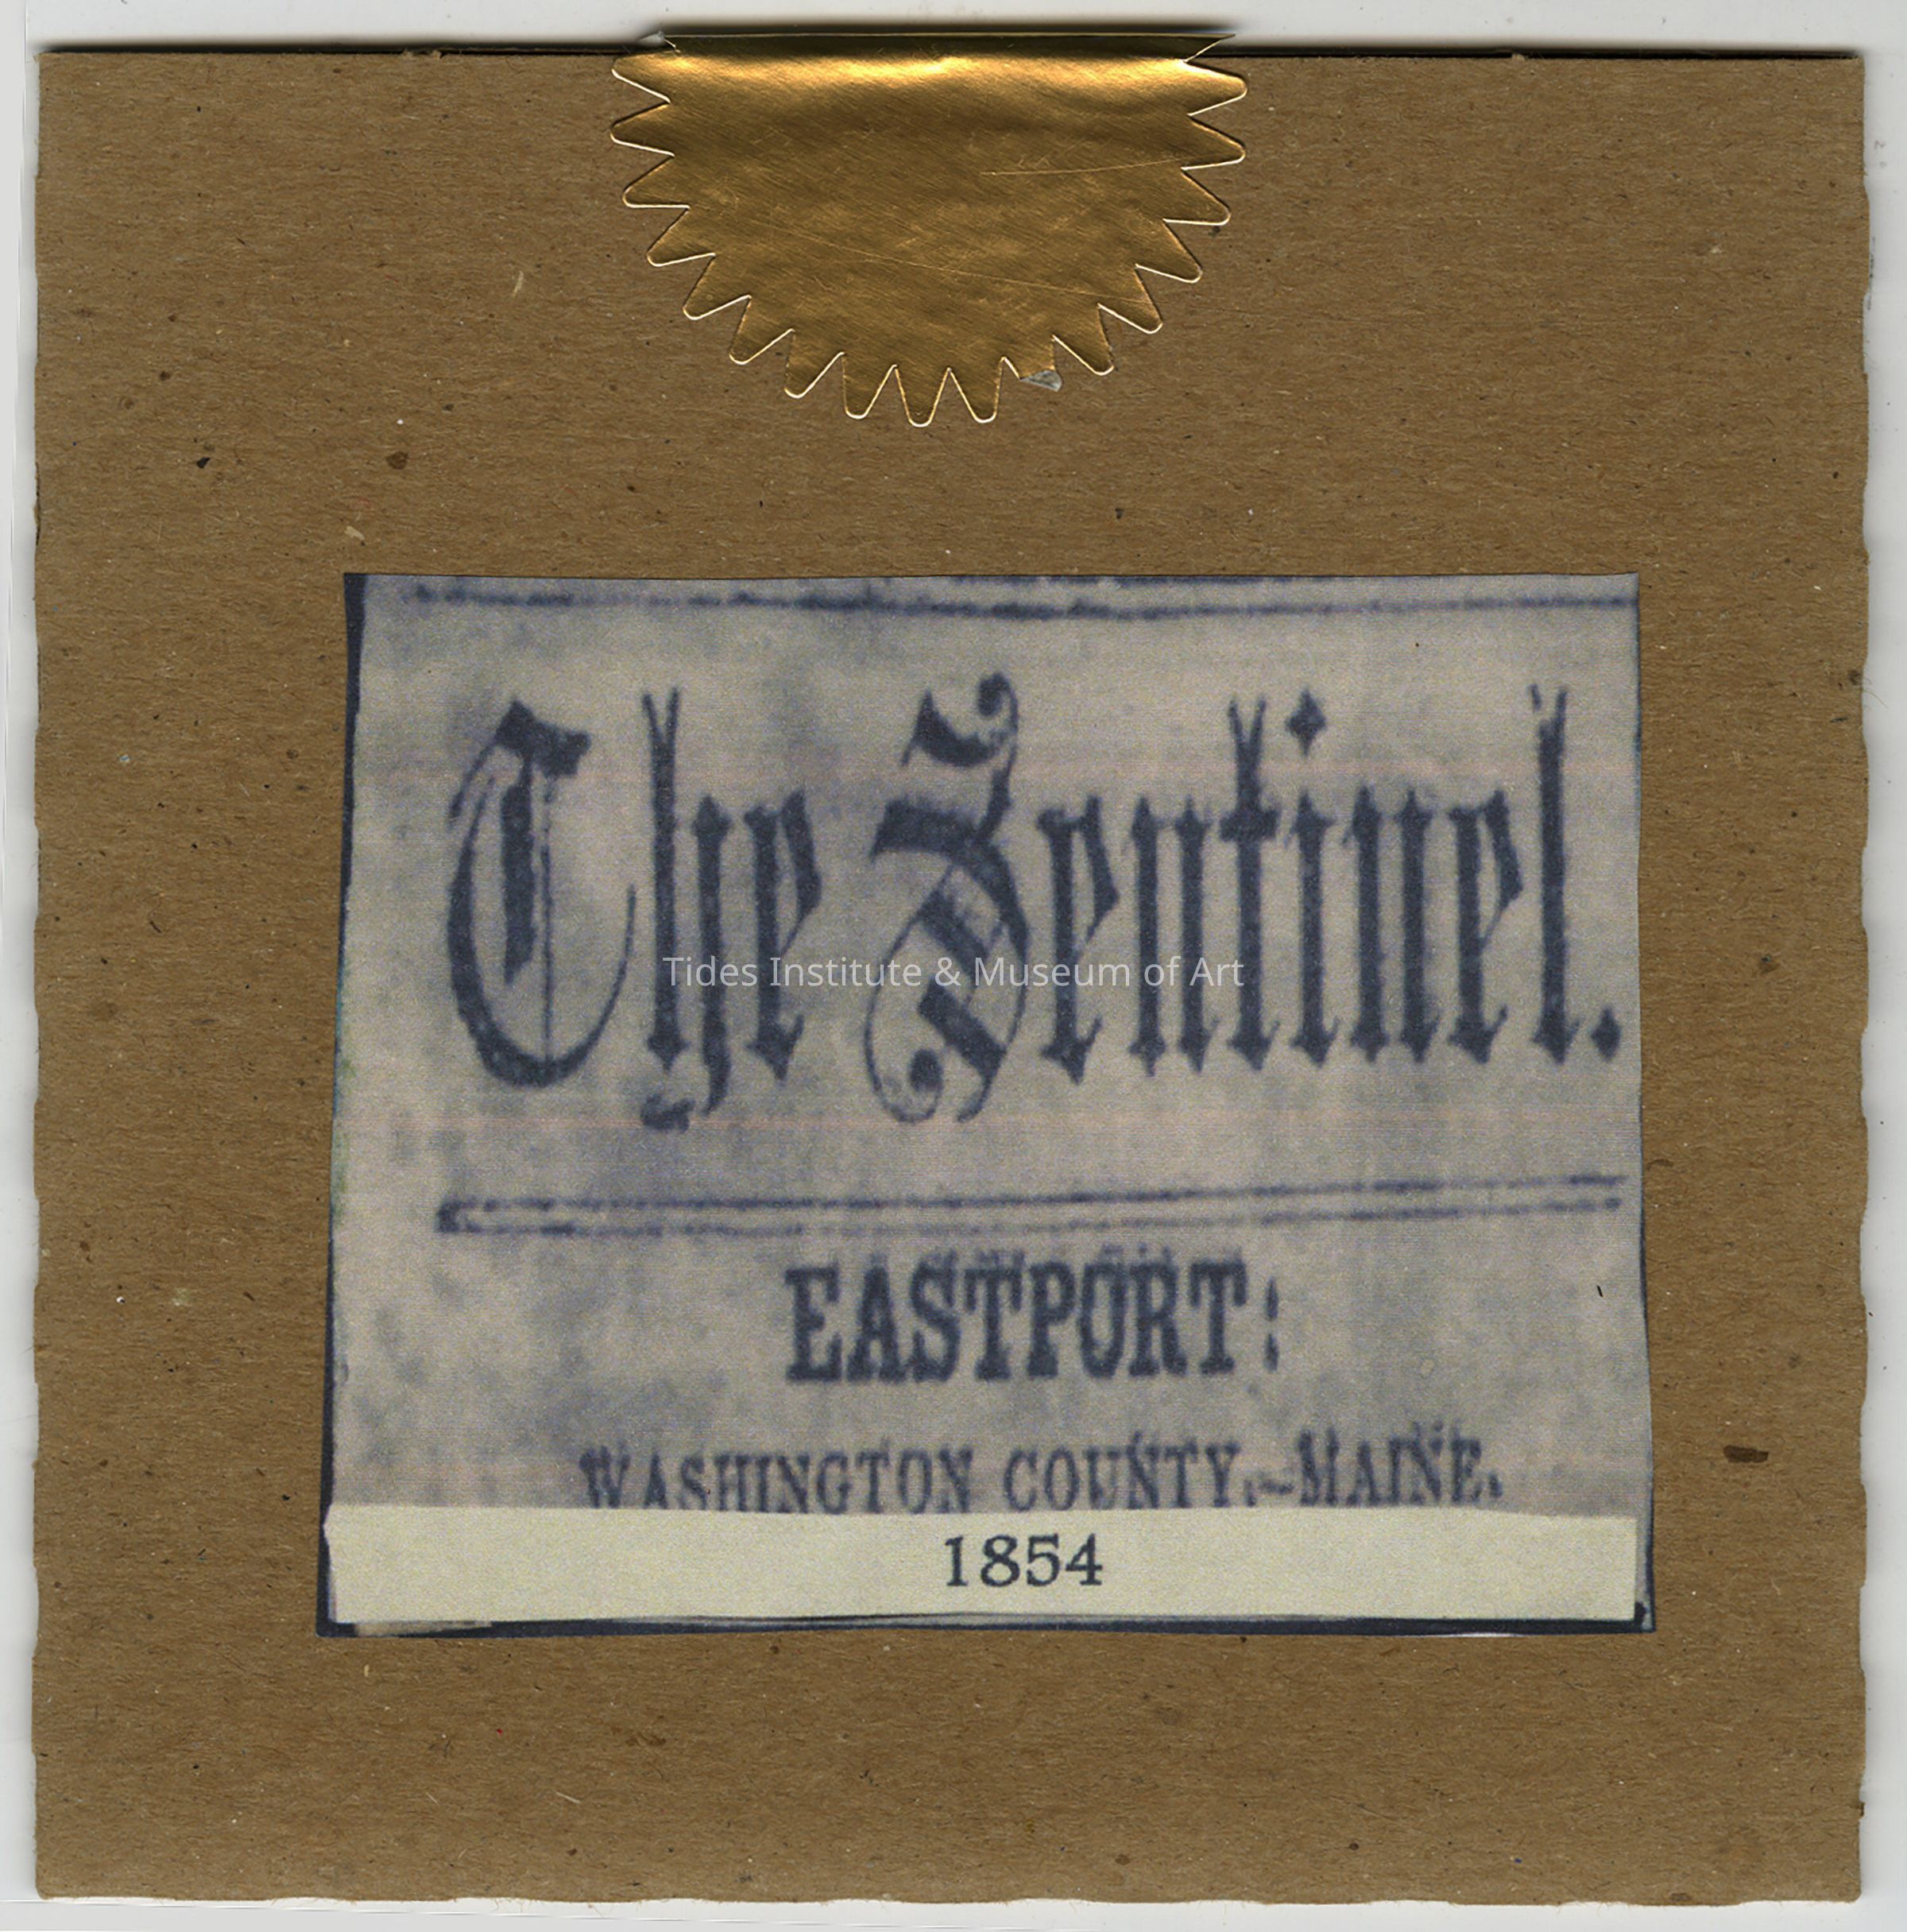 The Sentinel.
Tides Institute & Museum of Art
EASTPORT:
WASHINGTON COUNTY,--MAINE.
1854